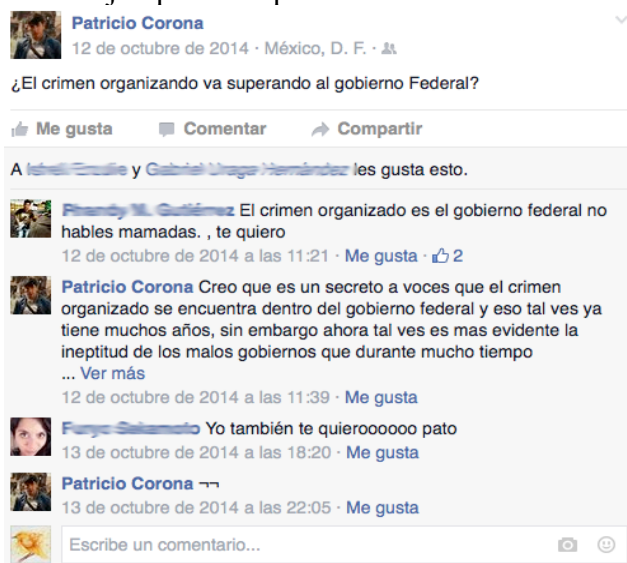 Patricio Corona
12 de octubre de 2014 · México, D. F. ·
¿El crimen organizando va superando al gobierno Federal?
Me gusta Comentar Compartir
A y les gusta esto.
El crimen organizado es el gobierno federal no
hables mamadas. , te quiero
12 de octubre de 2014 a las 11:21 · Me gusta · 2
Patricio Corona Creo que es un secreto a voces que el crimen
organizado se encuentra dentro del gobierno federal y eso tal ves ya
tiene muchos años, sin embargo ahora tal ves es mas evidente la
ineptitud de los malos gobiernos que durante mucho tiempo
... Ver más
12 de octubre de 2014 a las 11:39 · Me gusta
Yo también te quieroooooo pato
13 de octubre de 2014 a las 18:20 · Me gusta
Patricio Corona ¬¬
13 de octubre de 2014 a las 22:05 · Me gusta
Escribe un comentario...